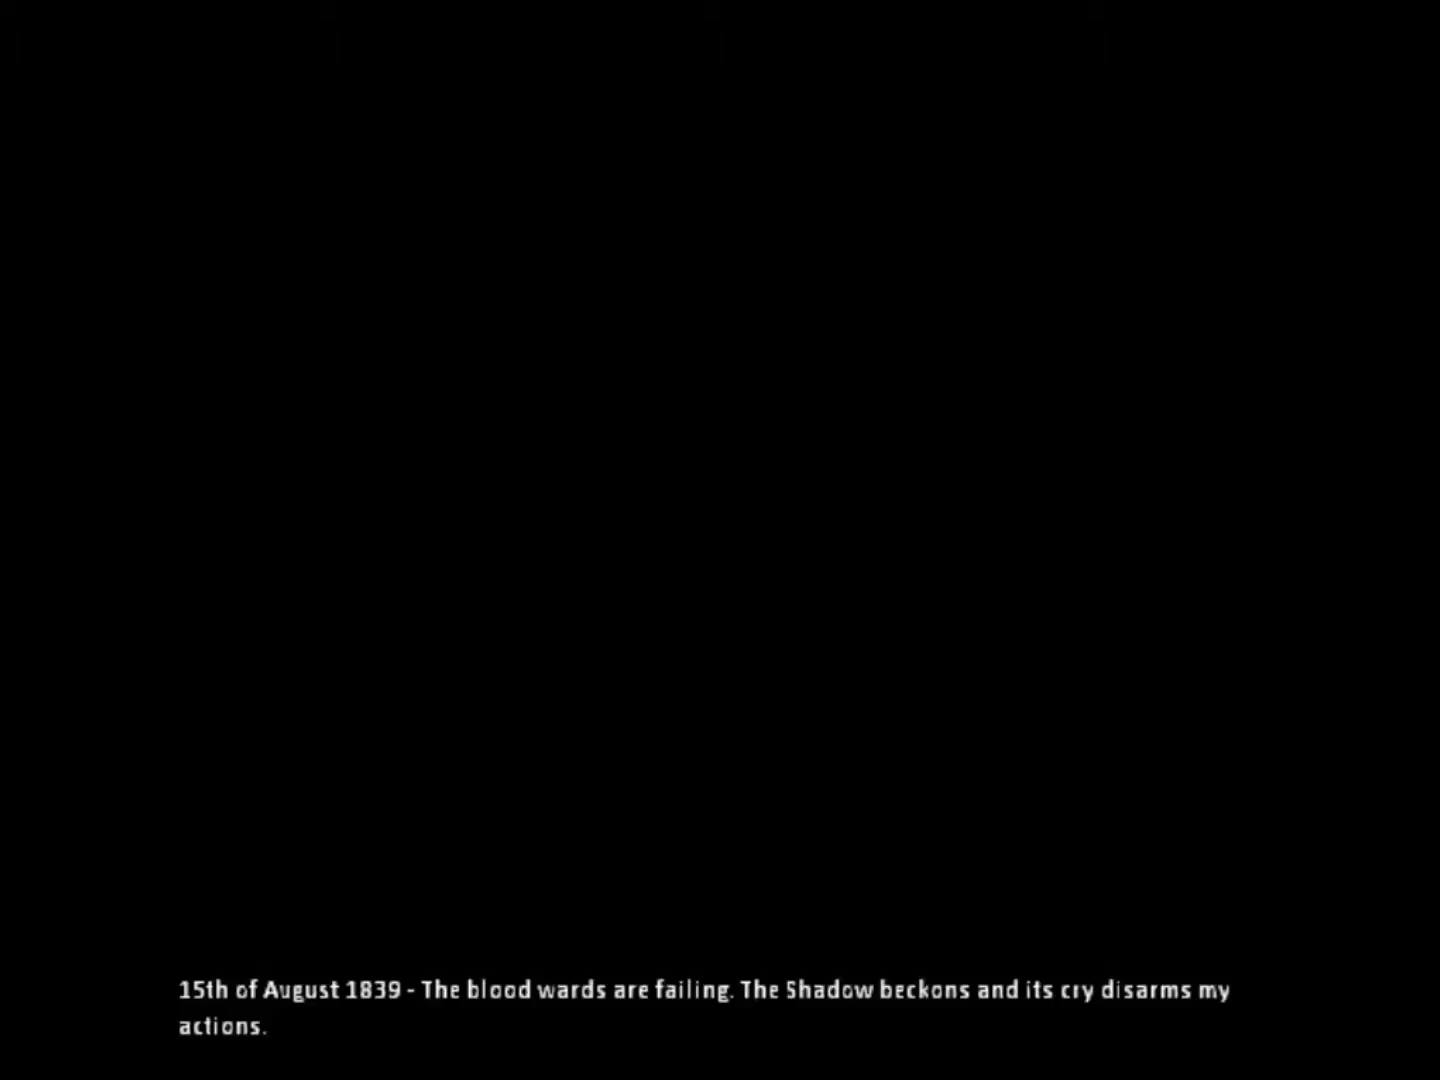 15th of August 1839 - The blood wards are failing. The Shadow beckons and its cry disarms my
actions.